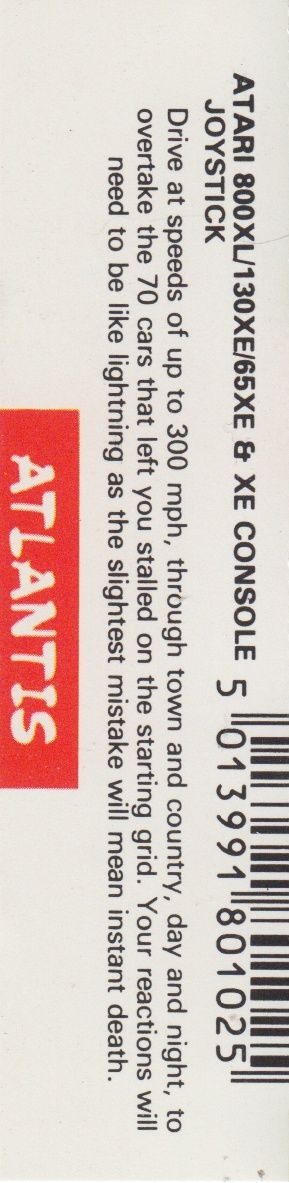 ATARI 800XL/130XE/65XE & XE CONSOLE
JOYSTICK
5 013991 801025
Drive at speeds of up to 300 mph, through town and country, day and night, to
overtake the 70 cars that left you stalled on the starting grid. Your reactions will
need to be like lightning as the slightest mistake will mean instant death.
ATLANTIS